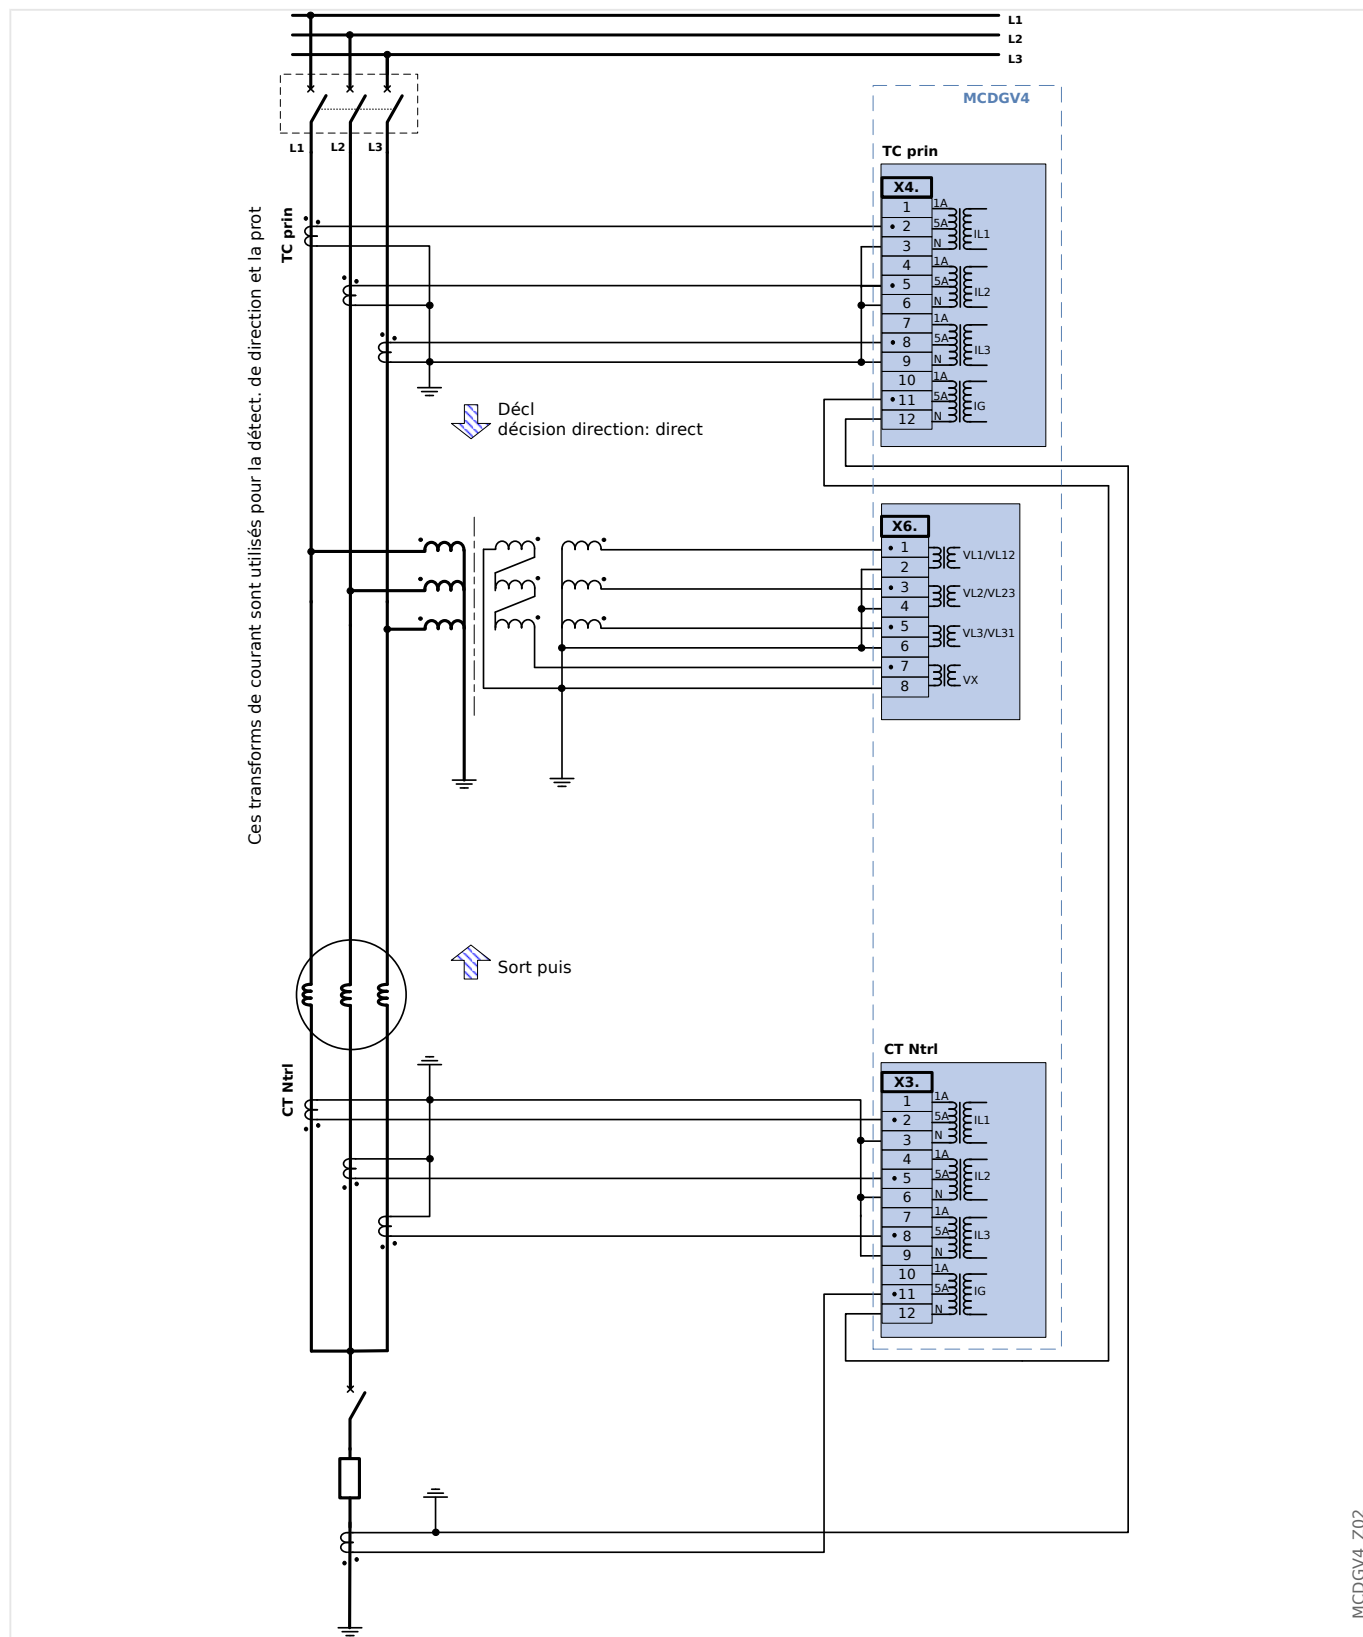 L1
L2
L3
MCDGV4
L1 L2 L3
TC prin
X4.
1 1A
2 5A IL1
3 N
4 1A
5 5A IL2
6 N
7 1A
8 5A IL3
9 N
10 1A
11 5A IG
12 N
TC prin
Ces transforms de courant sont utilisés pour la détect. de direction et la prot
Décl
décision direction: direct
X6.
1 VL1/VL12
2
3 VL2/VL23
4
5 VL3/VL31
6
7 VX
8
Sort puis
CT Ntrl
CT Ntrl
X3.
1 1A
2 5A IL1
3 N
4 1A
5 5A IL2
6 N
7 1A
8 5A IL3
9 N
10 1A
11 5A IG
12 N
MCDGV4_Z02